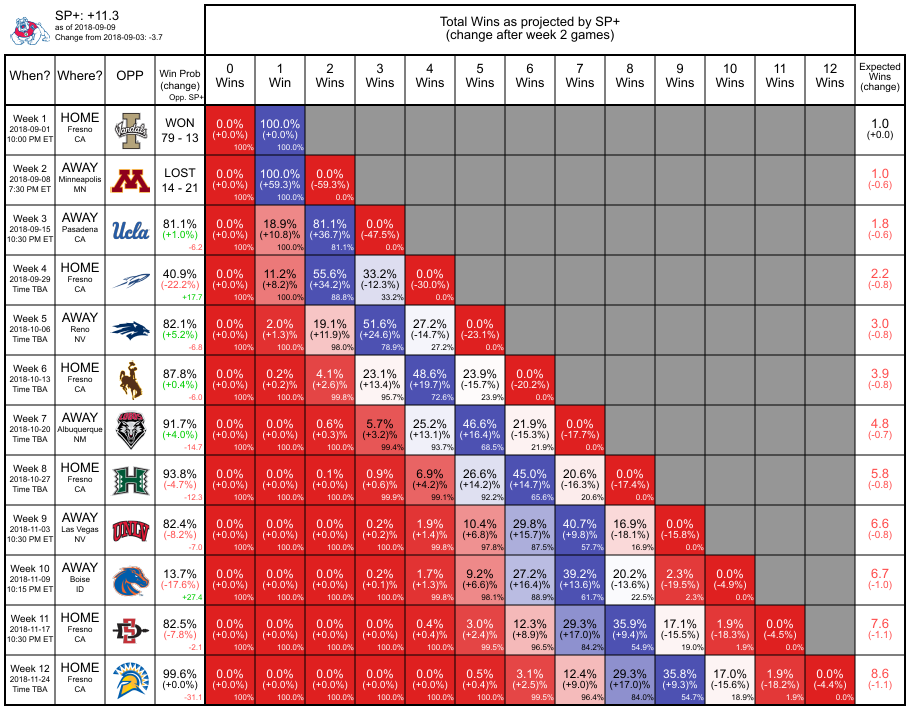 SP+: +11.3
as of 2018-09-09
Change from 2018-09-03: -3.7
Total Wins as projected by SP+
(change after week 2 games)
When? Where? OPP Win Prob (change) Opp. SP+ 0 Wins 1 Win 2 Wins 3 Wins 4 Wins 5 Wins 6 Wins 7 Wins 8 Wins 9 Wins 10 Wins 11 Wins 12 Wins Expected Wins (change)
Week 1 HOME Vandals WON 0.0% 100.0% 1.0
2018-09-01 Fresno 79 - 13 (+0.0%) (+0.0%) (+0.0)
10:00 PM ET CA 100% 100.0%
Week 2 AWAY M LOST 0.0% 100.0% 0.0% 1.0
2018-09-08 Minneapolis 14 - 21 (+0.0%) (+59.3)% (-59.3%) (-0.6)
7:30 PM ET MN 100% 100.0% 0.0%
Week 3 AWAY Ucla 81.1% 0.0% 18.9% 81.1% 0.0% 1.8
2018-09-15 Pasadena (+1.0%) (+0.0%) (+10.8)% (+36.7)% (-47.5%) (-0.6)
10:30 PM ET CA -6.2 100% 100.0% 81.1% 0.0%
Week 4 HOME 40.9% 0.0% 11.2% 55.6% 33.2% 0.0% 2.2
2018-09-29 Fresno (-22.2%) (+0.0%) (+8.2)% (+34.2)% (-12.3%) (-30.0%) (-0.8)
Time TBA CA +17.7 100% 100.0% 88.8% 33.2% 0.0%
Week 5 AWAY 82.1% 0.0% 2.0% 19.1% 51.6% 27.2% 0.0% 3.0
2018-10-06 Reno (+5.2%) (+0.0%) (+1.3)% (+11.9)% (+24.6)% (-14.7%) (-23.1%) (-0.8)
Time TBA NV -6.8 100% 100.0% 98.0% 78.9% 27.2% 0.0%
Week 6 HOME 87.8% 0.0% 0.2% 4.1% 23.1% 48.6% 23.9% 0.0% 3.9
2018-10-13 Fresno (+0.4%) (+0.0%) (+0.2)% (+2.6)% (+13.4)% (+19.7)% (-15.7%) (-20.2%) (-0.8)
Time TBA CA -6.0 100% 100.0% 99.8% 95.7% 72.6% 23.9% 0.0%
Week 7 AWAY 91.7% 0.0% 0.0% 0.6% 5.7% 25.2% 46.6% 21.9% 0.0% 4.8
2018-10-20 Albuquerque (+4.0%) (+0.0%) (+0.0)% (+0.3)% (+3.2)% (+13.1)% (+16.4)% (-15.3%) (-17.7%) (-0.7)
Time TBA NM -14.7 100% 100.0% 100.0% 99.4% 93.7% 68.5% 21.9% 0.0%
Week 8 HOME H 93.8% 0.0% 0.0% 0.1% 0.9% 6.9% 26.6% 45.0% 20.6% 0.0% 5.8
2018-10-27 Fresno (-4.7%) (+0.0%) (+0.0)% (+0.0)% (+0.6)% (+4.2)% (+14.2)% (+14.7)% (-16.3%) (-17.4%) (-0.8)
Time TBA CA -12.3 100% 100.0% 100.0% 99.9% 99.1% 92.2% 65.6% 20.6% 0.0%
Week 9 AWAY UNLV 82.4% 0.0% 0.0% 0.0% 0.2% 1.9% 10.4% 29.8% 40.7% 16.9% 0.0% 6.6
2018-11-03 Las Vegas (-8.2%) (+0.0%) (+0.0)% (+0.0)% (+0.2)% (+1.4)% (+6.8)% (+15.7)% (+9.8)% (-18.1%) (-15.8%) (-0.8)
10:30 PM ET NV -7.0 100% 100.0% 100.0% 100.0% 99.8% 97.8% 87.5% 57.7% 16.9% 0.0%
Week 10 AWAY 13.7% 0.0% 0.0% 0.0% 0.2% 1.7% 9.2% 27.2% 39.2% 20.2% 2.3% 0.0% 6.7
2018-11-09 Boise (-17.6%) (+0.0%) (+0.0)% (+0.0)% (+0.1)% (+1.3)% (+6.6)% (+16.4)% (+13.6)% (-13.6%) (-19.5%) (-4.9%) (-1.0)
10:15 PM ET ID +27.4 100% 100.0% 100.0% 100.0% 99.8% 98.1% 88.9% 61.7% 22.5% 2.3% 0.0%
Week 11 HOME SD 82.5% 0.0% 0.0% 0.0% 0.0% 0.4% 3.0% 12.3% 29.3% 35.9% 17.1% 1.9% 0.0% 7.6
2018-11-17 Fresno (-7.8%) (+0.0%) (+0.0)% (+0.0)% (+0.0)% (+0.4)% (+2.4)% (+8.9)% (+17.0)% (+9.4)% (-15.5%) (-18.3%) (-4.5%) (-1.1)
10:30 PM ET CA -2.1 100% 100.0% 100.0% 100.0% 100.0% 99.5% 96.5% 84.2% 54.9% 19.0% 1.9% 0.0%
Week 12 HOME 99.6% 0.0% 0.0% 0.0% 0.0% 0.0% 0.5% 3.1% 12.4% 29.3% 35.8% 17.0% 1.9% 0.0% 8.6
2018-11-24 Fresno (+0.0%) (+0.0%) (+0.0)% (+0.0)% (+0.0)% (+0.0)% (+0.4)% (+2.5)% (+9.0)% (+17.0)% (+9.3)% (-15.6%) (-18.2%) (-4.4%) (-1.1)
Time TBA CA -31.1 100% 100.0% 100.0% 100.0% 100.0% 100.0% 99.5% 96.4% 84.0% 54.7% 18.9% 1.9% 0.0%